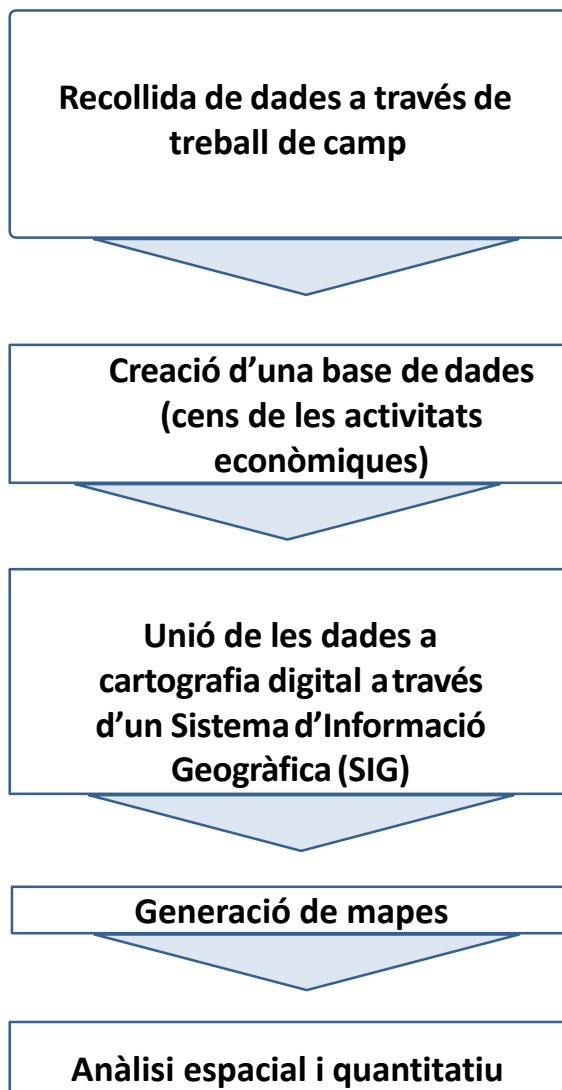 Recollida de dades a través de
treball de camp
Creació d’una base de dades
(cens de les activitats
econòmiques)
Unió de les dades a
cartografia digital a través
d’un Sistema d’Informació
Geogràfica (SIG)
Generació de mapes
Anàlisi espacial i quantitatiu